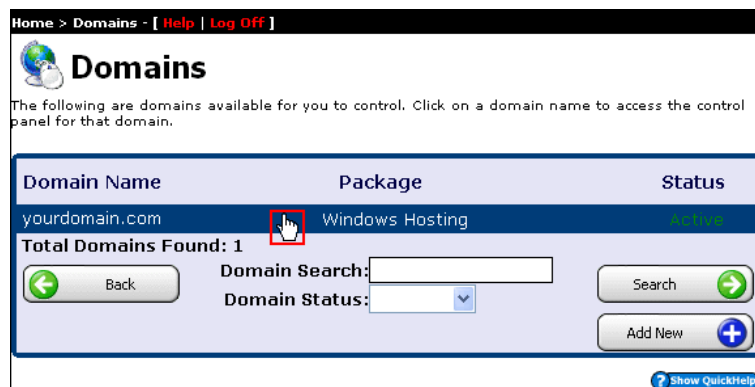 Home > Domains - [ Help | Log Off ]
Domains
The following are domains available for you to control. Click on a domain name to access the control
panel for that domain.
Domain Name Package Status
yourdomain.com Windows Hosting Active
Total Domains Found: 1
Back Domain Search: Search
Domain Status:
Add New
? Show QuickHelp